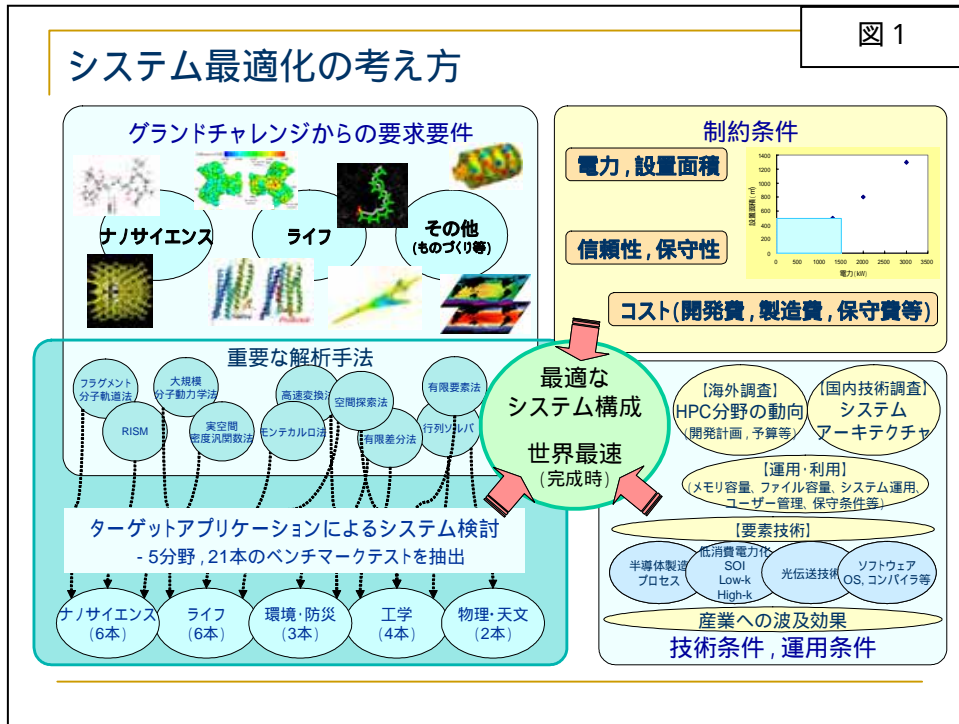 図1
システム最適化の考え方
グランドチャレンジからの要求要件
ナノサイエンス
ライフ
その他
(ものづくり等)
制約条件
電力,設置面積
信頼性,保守性
コスト(開発費,製造費,保守費等)
設置面積(㎡)
1400
1200
1000
800
600
400
200
0
0 500 1000 1500 2000 2500 3000 3500
電力(kW)
重要な解析手法
フラグメント
分子軌道法
RISM
大規模
分子動力学法
実空間
密度汎関数法
高速変換法
モンテカルロ法
空間探索法
有限差分法
有限要素法
行列ソルバ
最適な
システム構成
世界最速
(完成時)
ターゲットアプリケーションによるシステム検討
- 5分野,21本のベンチマークテストを抽出
ナノサイエンス
(6本)
ライフ
(6本)
環境・防災
(3本)
工学
(4本)
物理・天文
(2本)
【海外調査】
HPC分野の動向
(開発計画,予算等)
【国内技術調査】
システム
アーキテクチャ
【運用・利用】
(メモリ容量、ファイル容量、システム運用、
ユーザー管理、保守条件等)
【要素技術】
半導体製造
プロセス
低消費電力化
SOI
Low-k
High-k
光伝送技術
ソフトウェア
OS,コンパイラ等
産業への波及効果
技術条件,運用条件